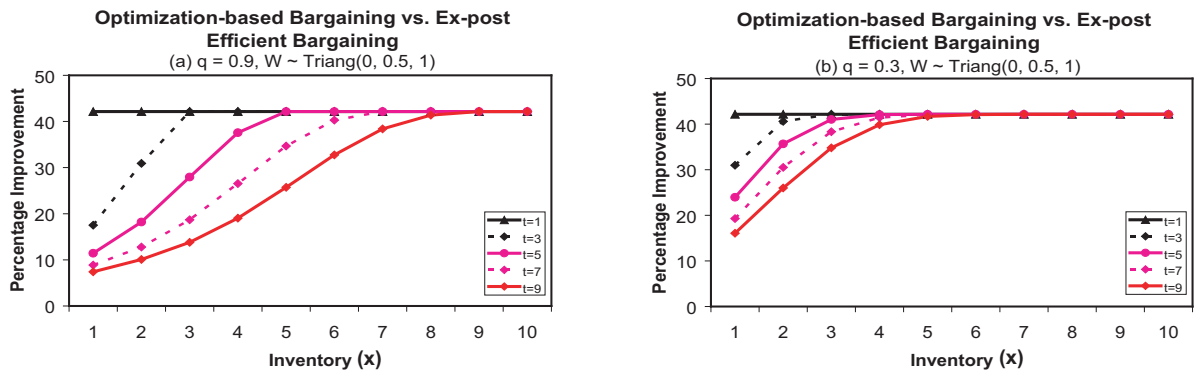 Optimization-based Bargaining vs. Ex-post
Efficient Bargaining
(a) q = 0.9, W ~ Triang(0, 0.5, 1)
50
40
30
20
10
0
Percentage Improvement
t=1
t=3
t=5
t=7
t=9
1 2 3 4 5 6 7 8 9 10
Inventory (x)
Optimization-based Bargaining vs. Ex-post
Efficient Bargaining
(b) q = 0.3, W ~ Triang(0, 0.5, 1)
50
40
30
20
10
0
Percentage Improvement
t=1
t=3
t=5
t=7
t=9
1 2 3 4 5 6 7 8 9 10
Inventory (x)